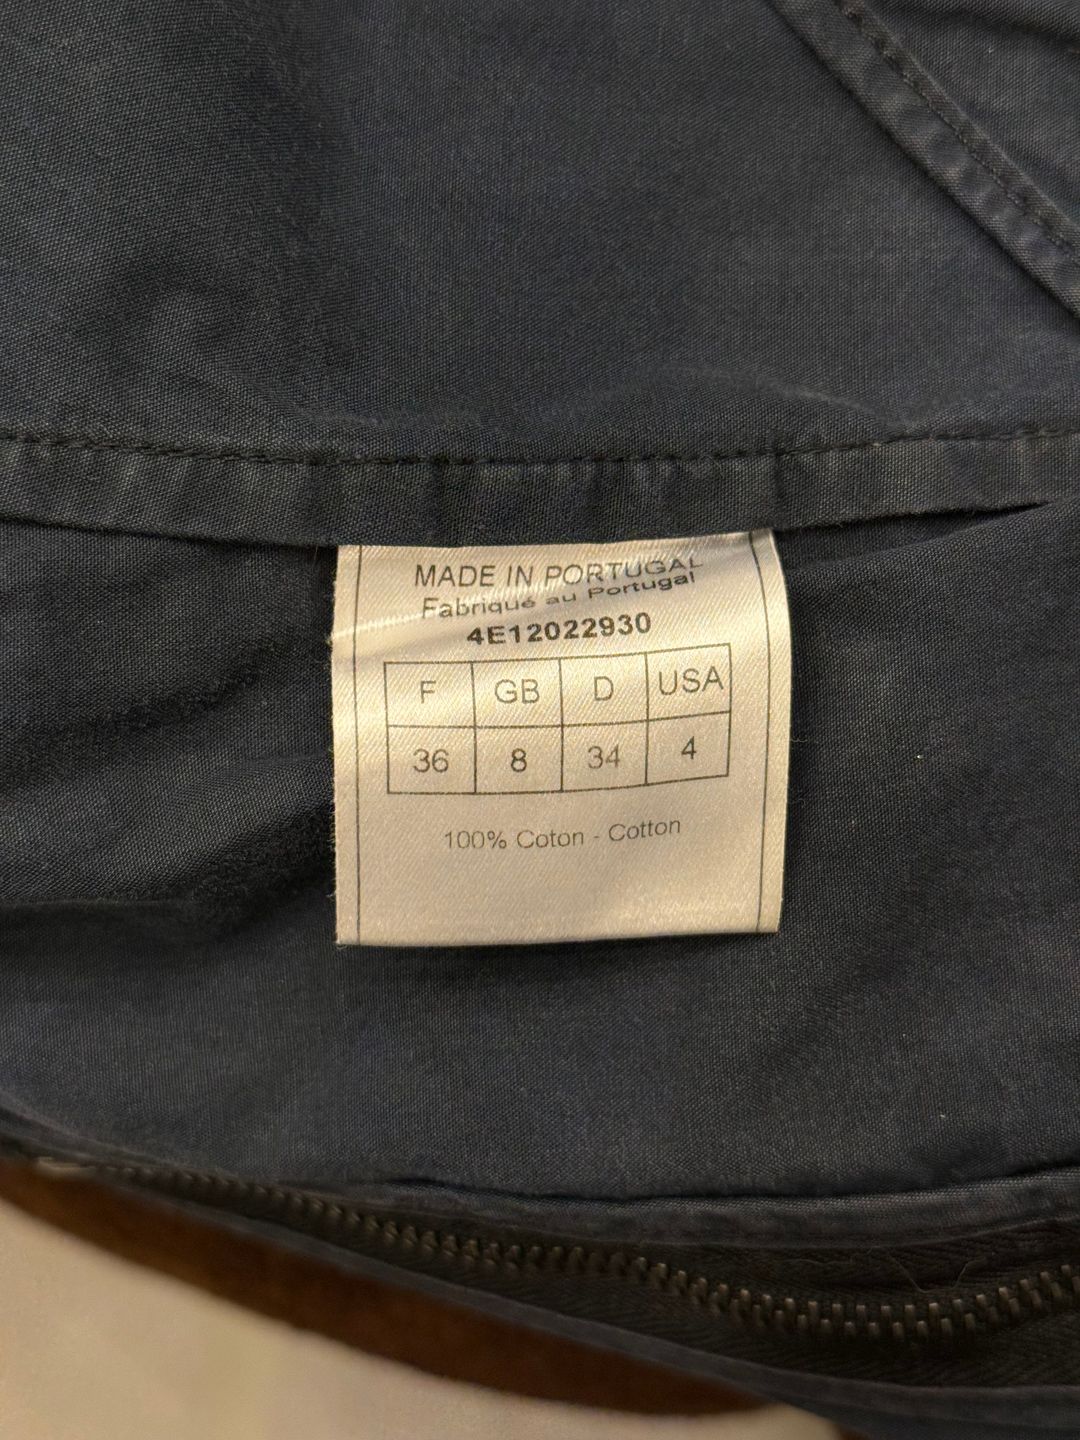 MADE IN PORTUGAL
Fabriqué au Portugal
4E12022930
F GB D USA
36 8 34 4
100% Coton - Cotton